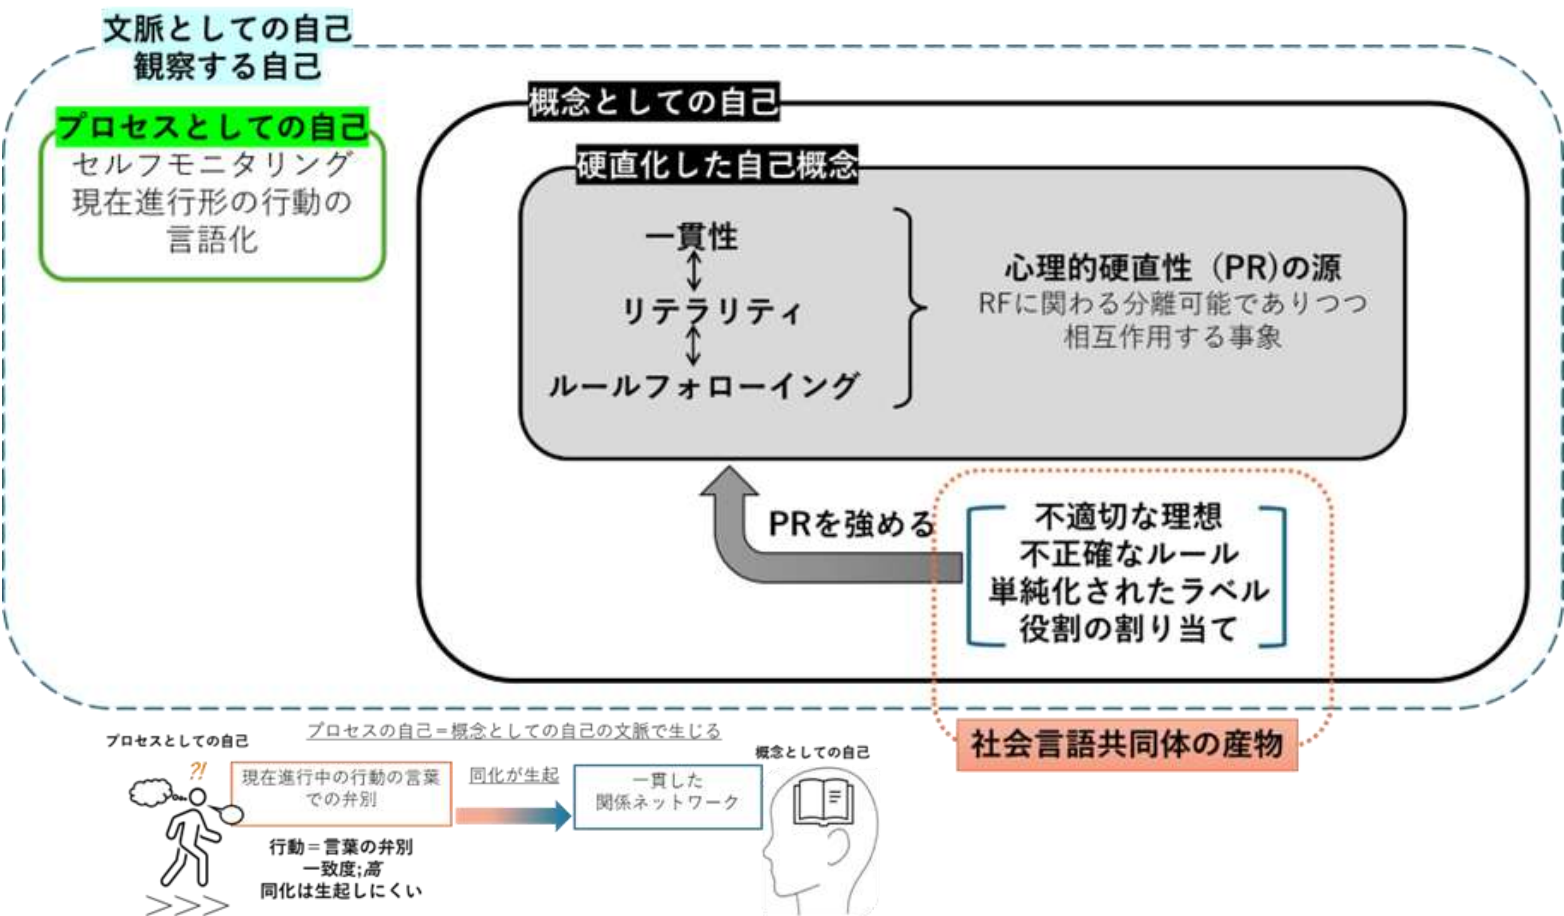 文脈としての自己
観察する自己
プロセスとしての自己
セルフモニタリング
現在進行形の行動の
言語化
概念としての自己
硬直化した自己概念
一貫性
リテラリティ
ルールフォローイング
心理的硬直性（PR)の源
RFに関わる分離可能でありつつ
相互作用する事象
PRを強める
不適切な理想
不正確なルール
単純化されたラベル
役割の割り当て
社会言語共同体の産物
プロセスの自己＝概念としての自己の文脈で生じる
プロセスとしての自己
?!
現在進行中の行動の言葉
での弁別
行動＝言葉の弁別
一致度;高
同化は生起しにくい
同化が生起
一貫した
関係ネットワーク
概念としての自己